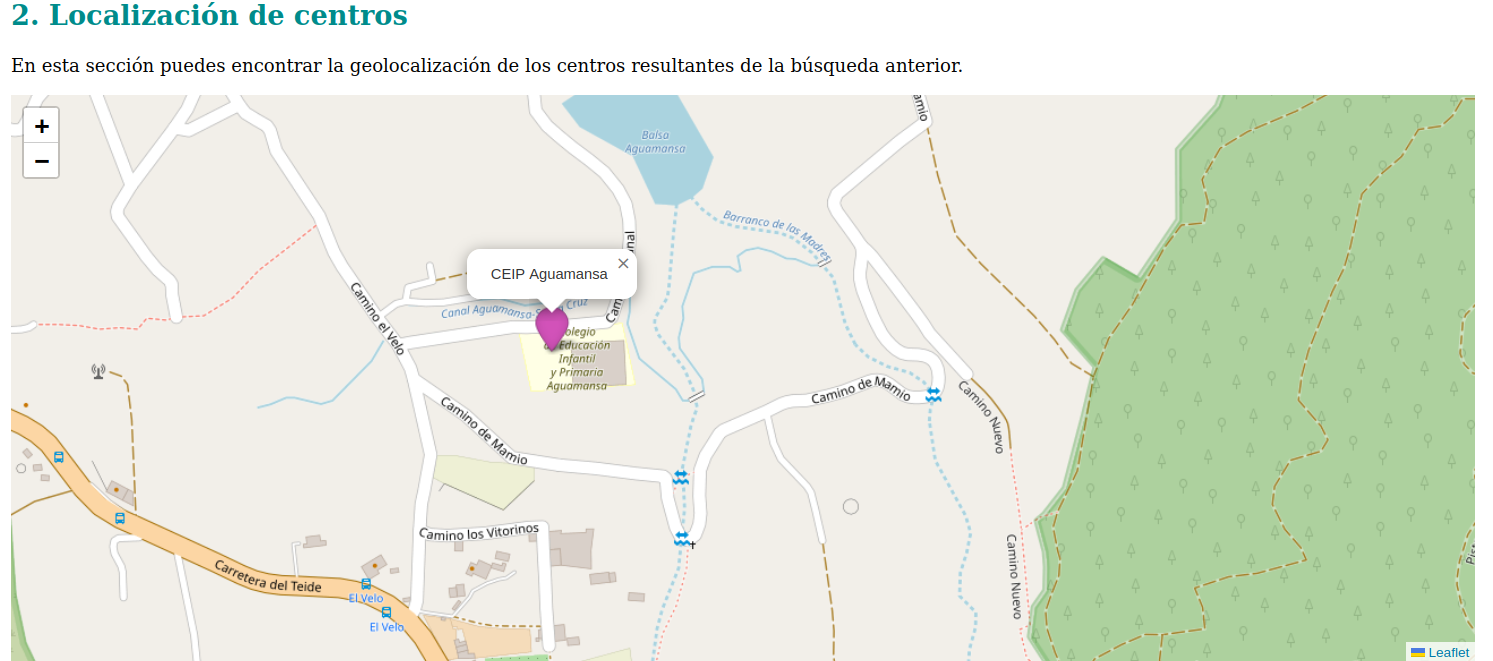 2. Localización de centros
En esta sección puedes encontrar la geolocalización de los centros resultantes de la búsqueda anterior.
+
−
Balsa
Aguamansa
Barranco de las Madres
CEIP Aguamansa
×
Canal Aguamansa-
Cruz
Camino el Velo
de Educación
Infantil
y Primaria
Aguamansa
Camino de Mamio
Camino de Mamio
Camino Nuevo
Camino los Vitorinos
Camino Nuevo
Carretera del Teide
El Velo
El Velo
Leaflet